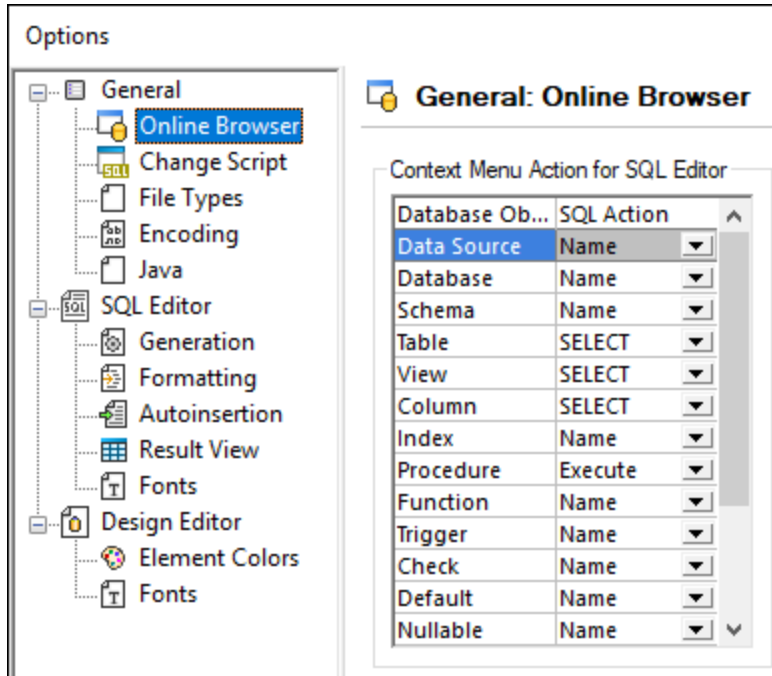 Options
General
Online Browser
Change Script
File Types
Encoding
Java
SQL Editor
Generation
Formatting
Autoinsertion
Result View
Fonts
Design Editor
Element Colors
Fonts
General: Online Browser
Context Menu Action for SQL Editor
Database Ob... SQL Action
Data Source Name
Database Name
Schema Name
Table SELECT
View SELECT
Column SELECT
Index Name
Procedure Execute
Function Name
Trigger Name
Check Name
Default Name
Nullable Name